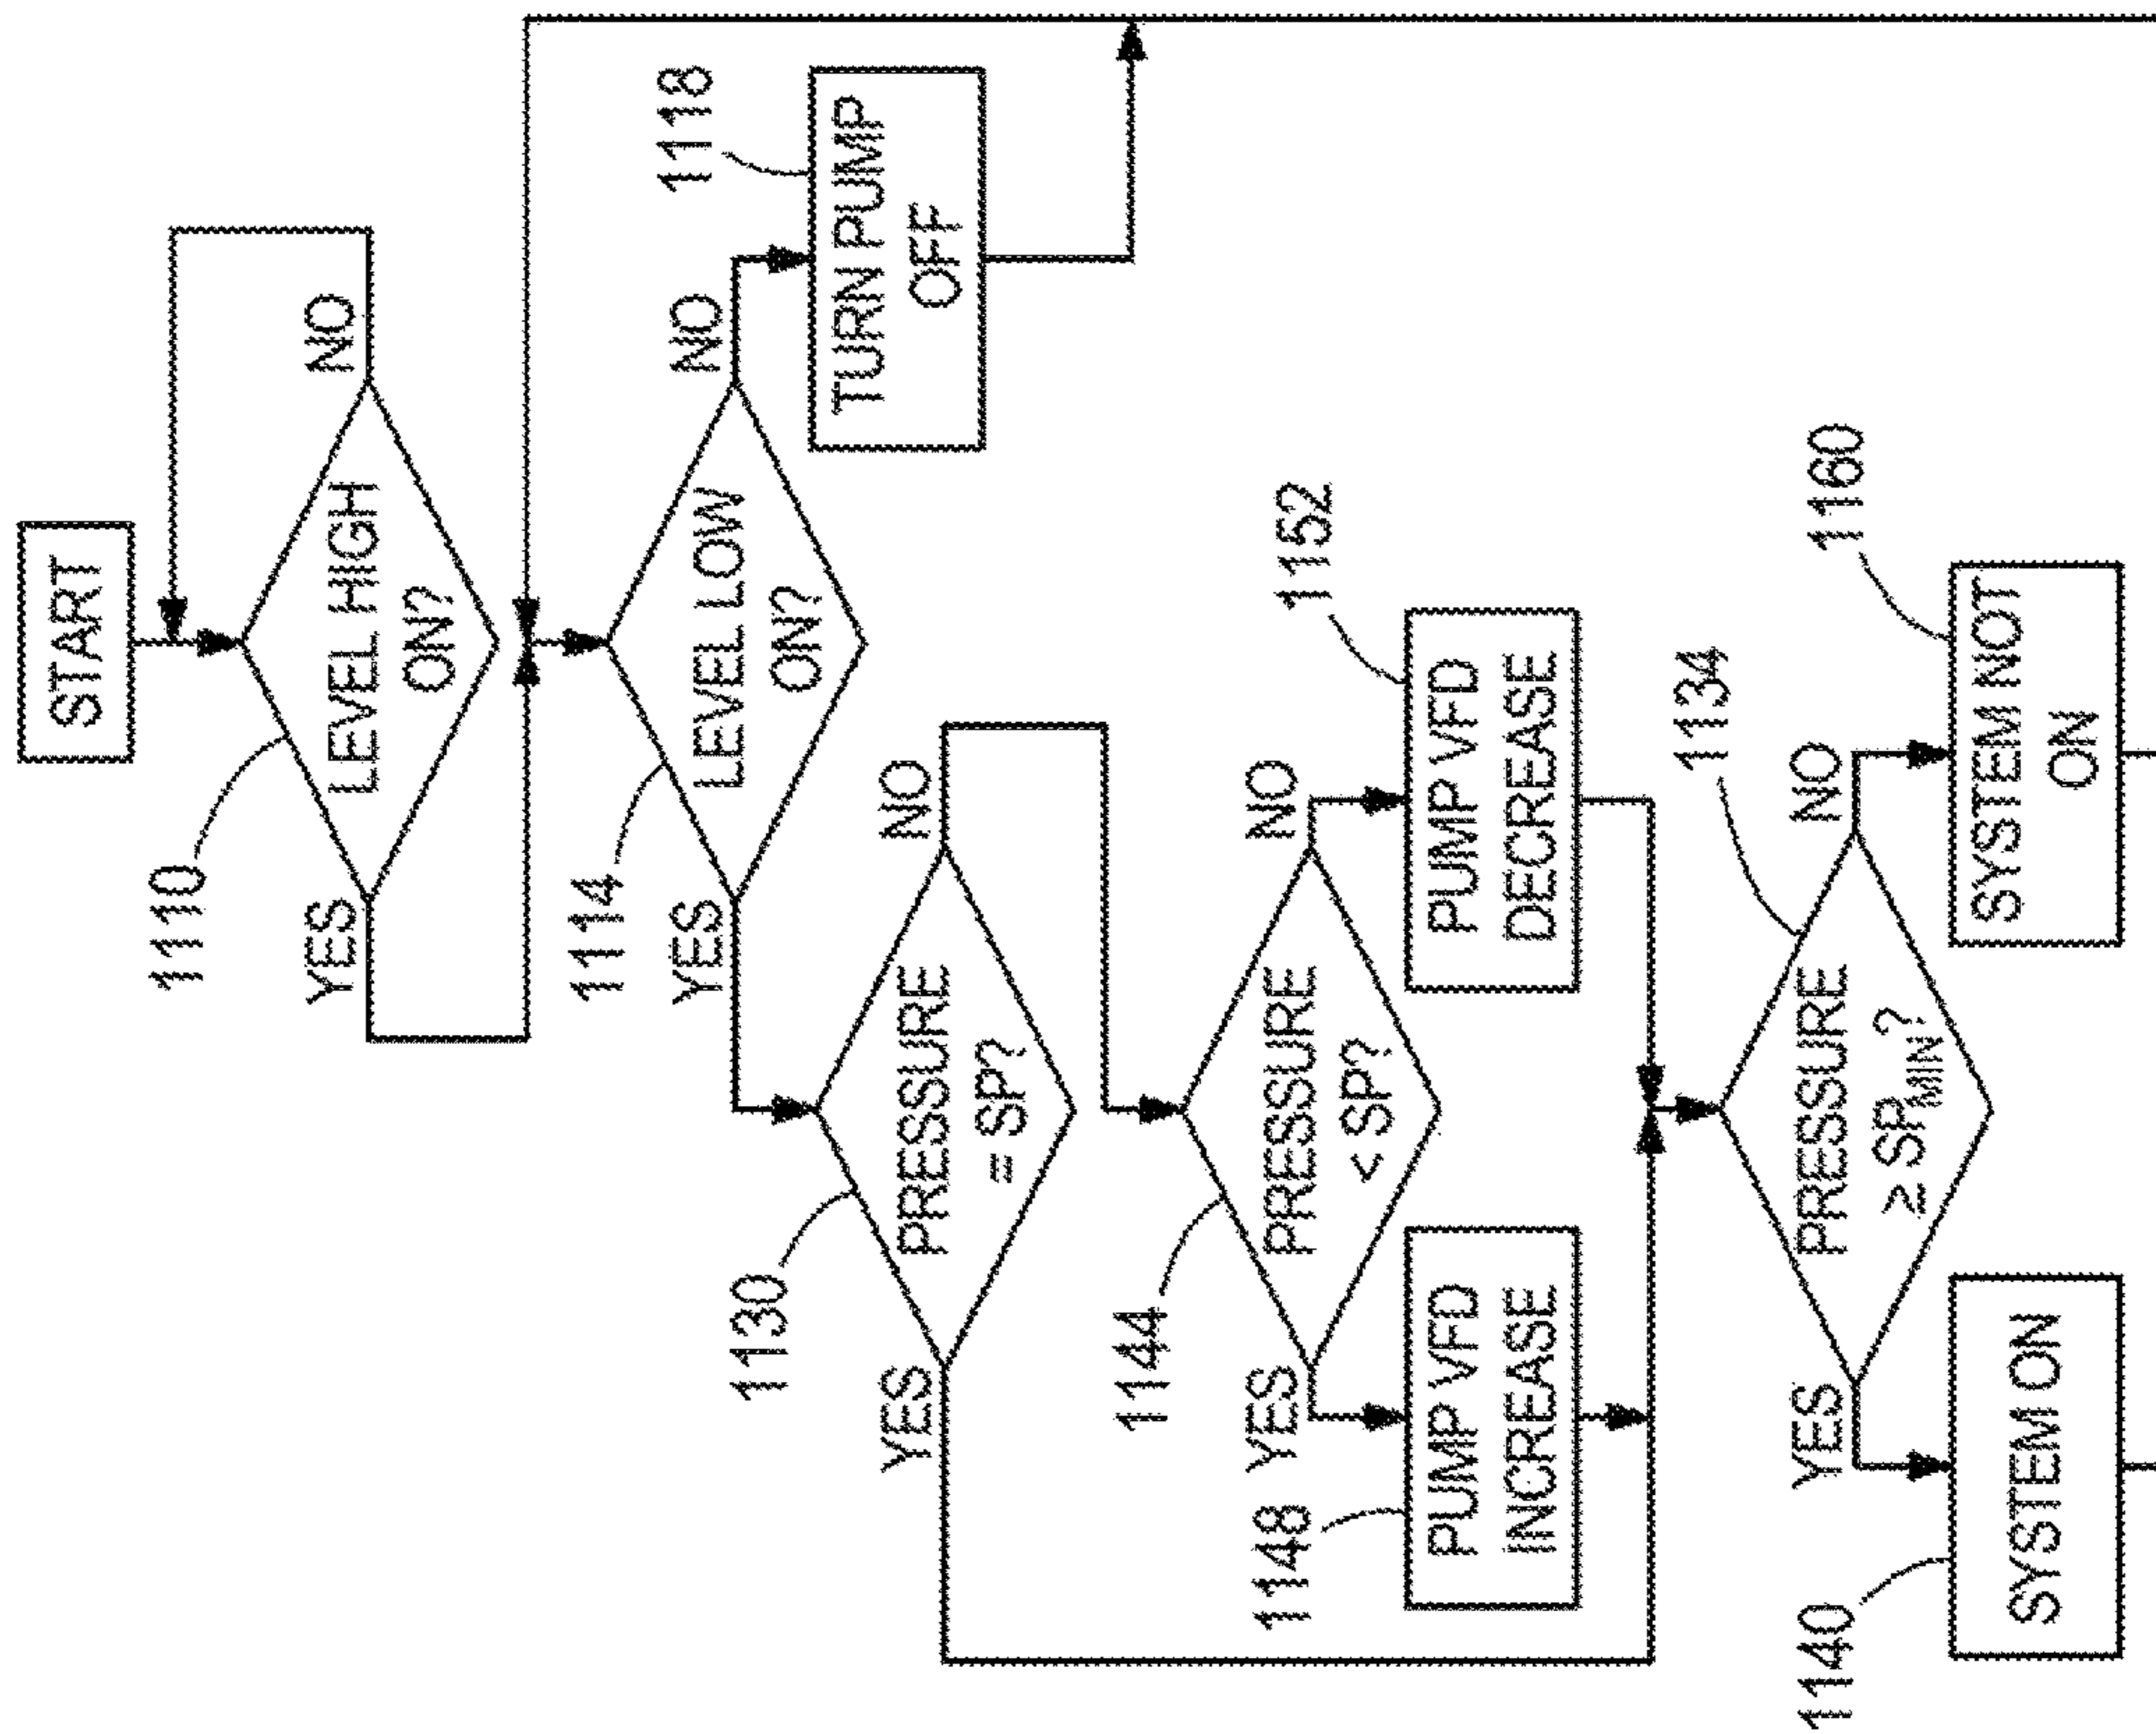 START
1110
LEVEL HIGH
ON?
YES
NO
1114
LEVEL LOW
ON?
YES
NO
1118
TURN PUMP
OFF
1130
PRESSURE
= SP?
YES
NO
1144
PRESSURE
< SP?
YES
NO
1148
PUMP VFD
INCREASE
1152
PUMP VFD
DECREASE
1134
PRESSURE
≥ SPMIN?
YES
NO
1140
SYSTEM ON
1160
SYSTEM NOT
ON